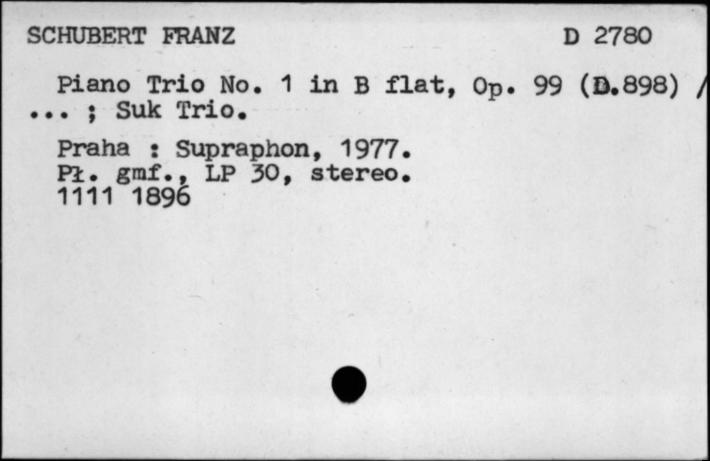 SCHUBERT FRANZ D 2780
Piano Trio No. 1 in B flat, Op. 99 (D.898) /
... ; Suk Trio.
Praha : Supraphon, 1977.
Pł. gmf., LP 30, stereo.
1111 1896